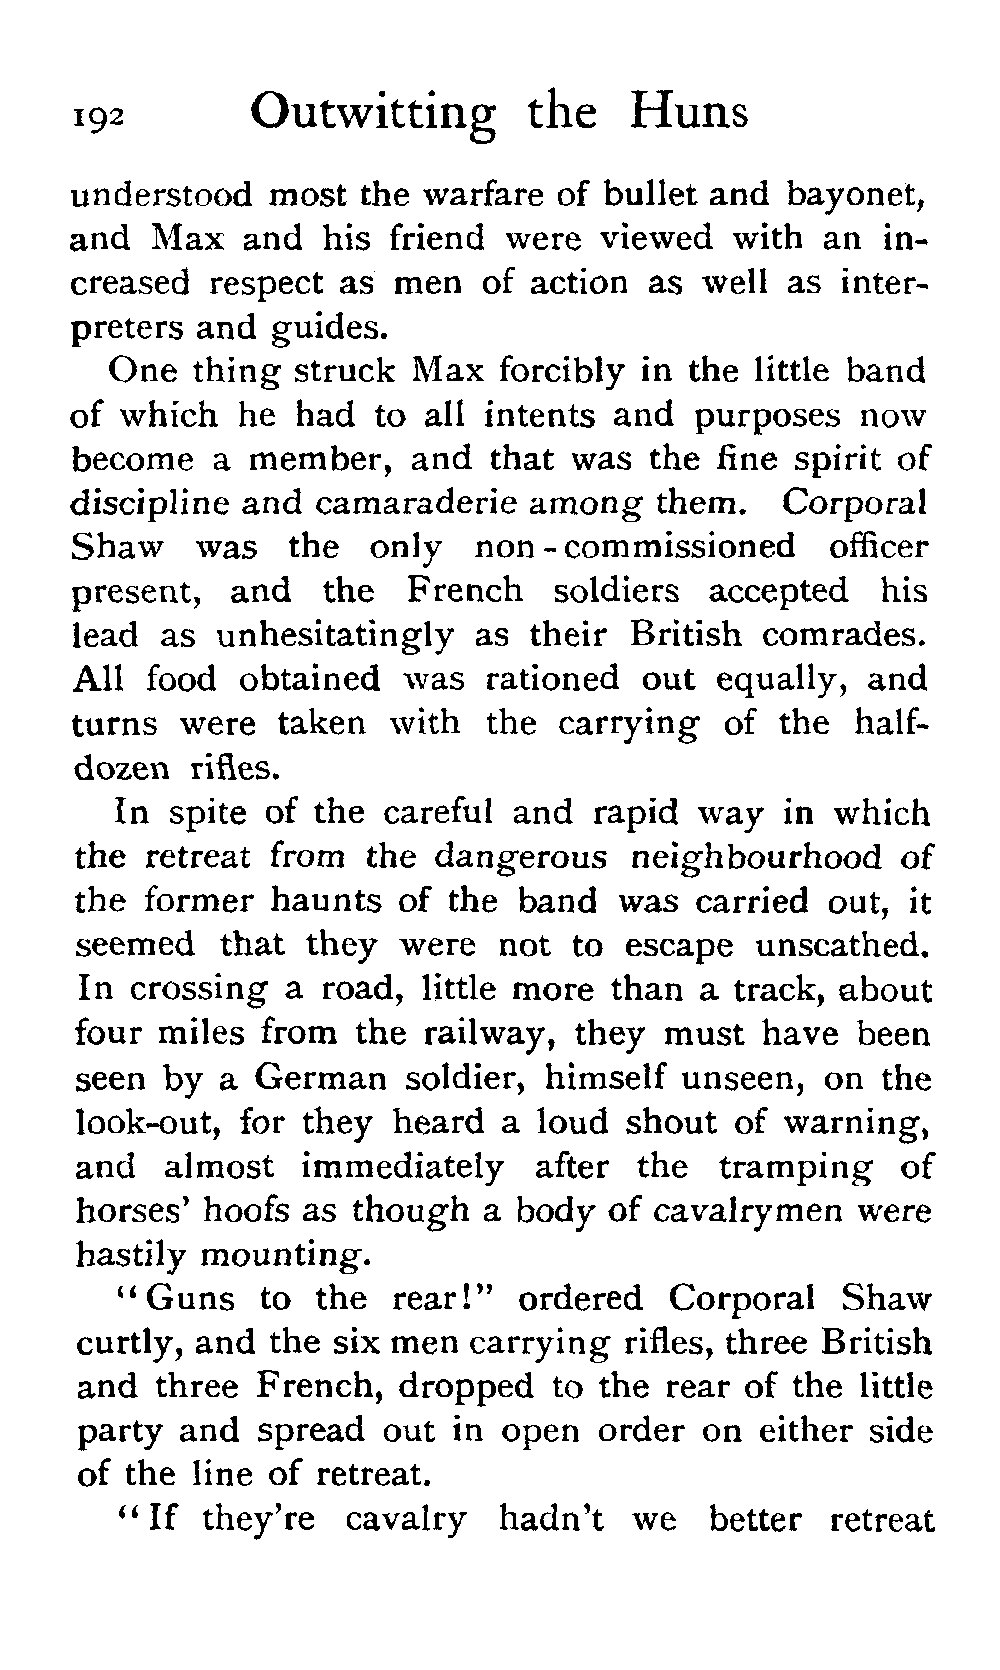 192 Outwitting the Huns
understood most the warfare of bullet and bayonet,
and Max and his friend were viewed with an in-
creased respect as men of action as well as inter-
preters and guides.
One thing struck Max forcibly in the little band
of which he had to all intents and purposes now
become a member, and that was the fine spirit of
discipline and camaraderie among them. Corporal
Shaw was the only non-commissioned officer
present, and the French soldiers accepted his
lead as unhesitatingly as their British comrades.
All food obtained was rationed out equally, and
turns were taken with the carrying of the half-
dozen rifles.
In spite of the careful and rapid way in which
the retreat from the dangerous neighbourhood of
the former haunts of the band was carried out, it
seemed that they were not to escape unscathed.
In crossing a road, little more than a track, about
four miles from the railway, they must have been
seen by a German soldier, himself unseen, on the
look-out, for they heard a loud shout of warning,
and almost immediately after the tramping of
horses' hoofs as though a body of cavalrymen were
hastily mounting.
"Guns to the rear!" ordered Corporal Shaw
curtly, and the six men carrying rifles, three British
and three French, dropped to the rear of the little
party and spread out in open order on either side
of the line of retreat.
"If they're cavalry hadn't we better retreat